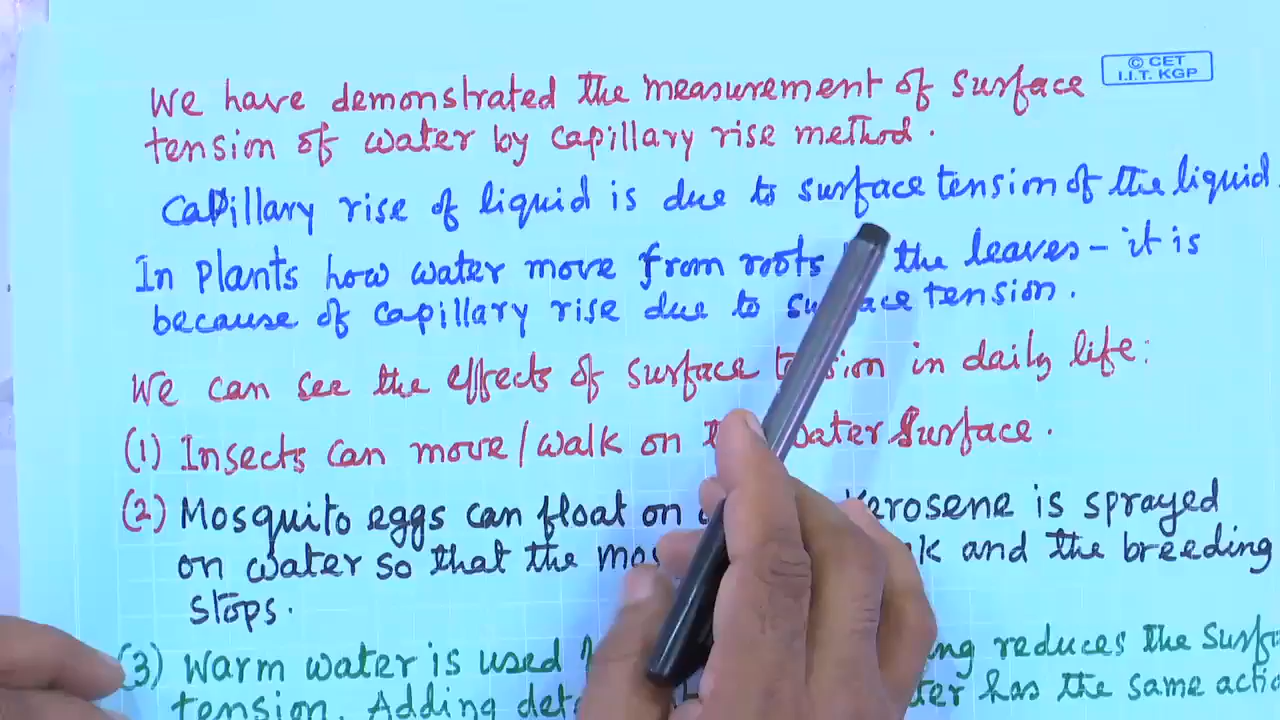 © CET
I.I.T. KGP
We have demonstrated the measurement of surface
tension of water by capillary rise method.
Capillary rise of liquid is due to surface tension of the liquid.
In Plants how water move from roots the leaves - it is
because of capillary rise due to surface tension.
We can see the effects of surface tension in daily life:
(1) Insects can move/walk on the water surface.
(2) Mosquito eggs can float on Kerosene is sprayed
on water so that the and the breeding
stops.
(3) Warm water is used reduces the
tension. Adding has the same